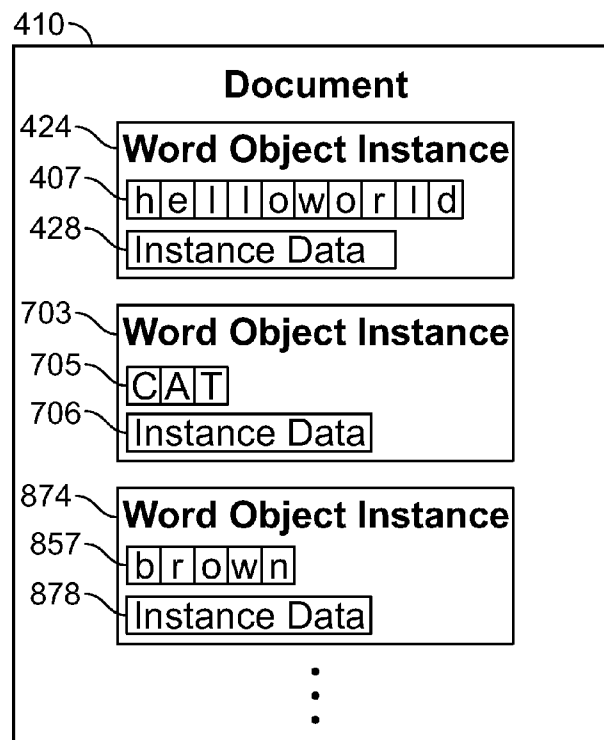 410
Document
424
Word Object Instance
407
helloworld
428
Instance Data
703
Word Object Instance
705
CAT
706
Instance Data
874
Word Object Instance
857
brown
878
Instance Data